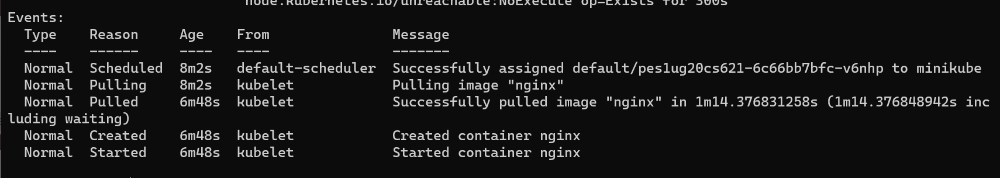 node.kubernetes.io/unreachable:NoExecute op=Exists for 300s
Events:
  Type    Reason     Age    From               Message
  ----    ------     ----   ----               -------
  Normal  Scheduled  8m2s   default-scheduler  Successfully assigned default/pes1ug20cs621-6c66bb7bfc-v6nhp to minikube
  Normal  Pulling    8m2s   kubelet            Pulling image "nginx"
  Normal  Pulled     6m48s  kubelet            Successfully pulled image "nginx" in 1m14.376831258s (1m14.376848942s inc
luding waiting)
  Normal  Created    6m48s  kubelet            Created container nginx
  Normal  Started    6m48s  kubelet            Started container nginx